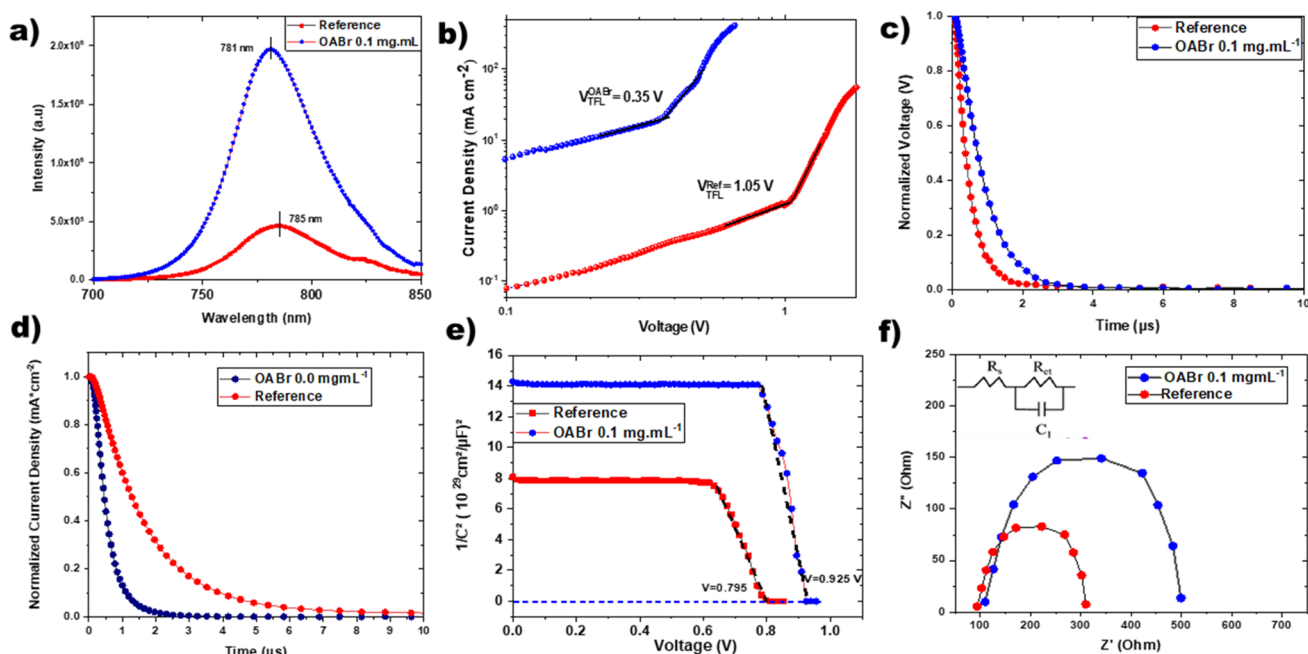 a)
Reference
OABr 0.1 mg.mL
781 nm
785 nm
2.0x10⁶
1.5x10⁶
1.0x10⁶
5.0x10⁵
0.0
Intensity (a.u)
700 750 800 850
Wavelength (nm)
b)
V_TFL^OABr = 0.35 V
V_TFL^Ref = 1.05 V
10²
10¹
10⁰
10⁻¹
Current Density (mA cm⁻²)
0.1 1
Voltage (V)
c)
Reference
OABr 0.1 mg.mL⁻¹
1.0
0.8
0.6
0.4
0.2
0.0
Normalized Voltage (V)
0 2 4 6 8 10
Time (µs)
d)
OABr 0.0 mgmL⁻¹
Reference
1.0
0.8
0.6
0.4
0.2
0.0
Normalized Current Density (mA*cm⁻²)
0 1 2 3 4 5 6 7 8 9 10
Time (µs)
e)
Reference
OABr 0.1 mg.mL⁻¹
V=0.795
V=0.925 V
16
14
12
10
8
6
4
2
0
1/C² ( 10²⁹cm²/µF)²
0.0 0.2 0.4 0.6 0.8 1.0
Voltage (V)
f)
R_s
R_ct
C_1
OABr 0.1 mgmL⁻¹
Reference
250
200
150
100
50
0
Z" (Ohm)
100 200 300 400 500 600 700
Z' (Ohm)